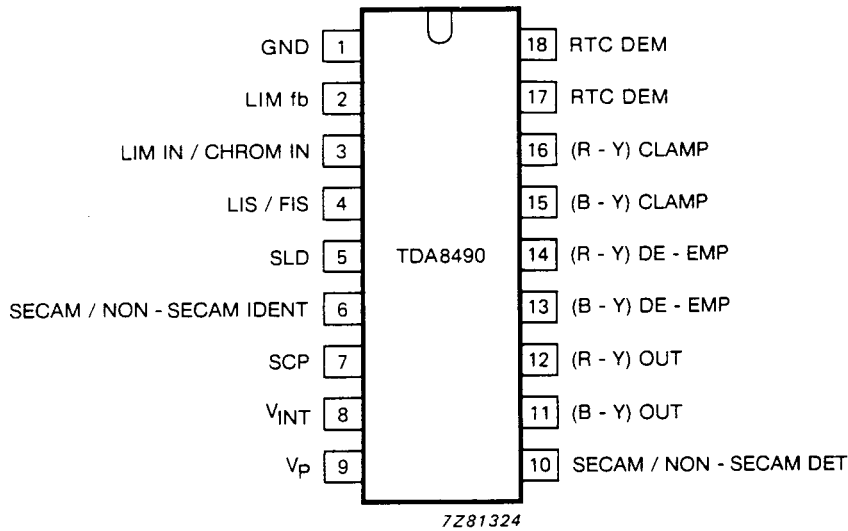 GND 1 18 RTC DEM
LIM fb 2 17 RTC DEM
LIM IN / CHROM IN 3 16 (R - Y) CLAMP
LIS / FIS 4 15 (B - Y) CLAMP
SLD 5 TDA8490 14 (R - Y) DE - EMP
SECAM / NON - SECAM IDENT 6 13 (B - Y) DE - EMP
SCP 7 12 (R - Y) OUT
VINT 8 11 (B - Y) OUT
VP 9 10 SECAM / NON - SECAM DET
7Z81324